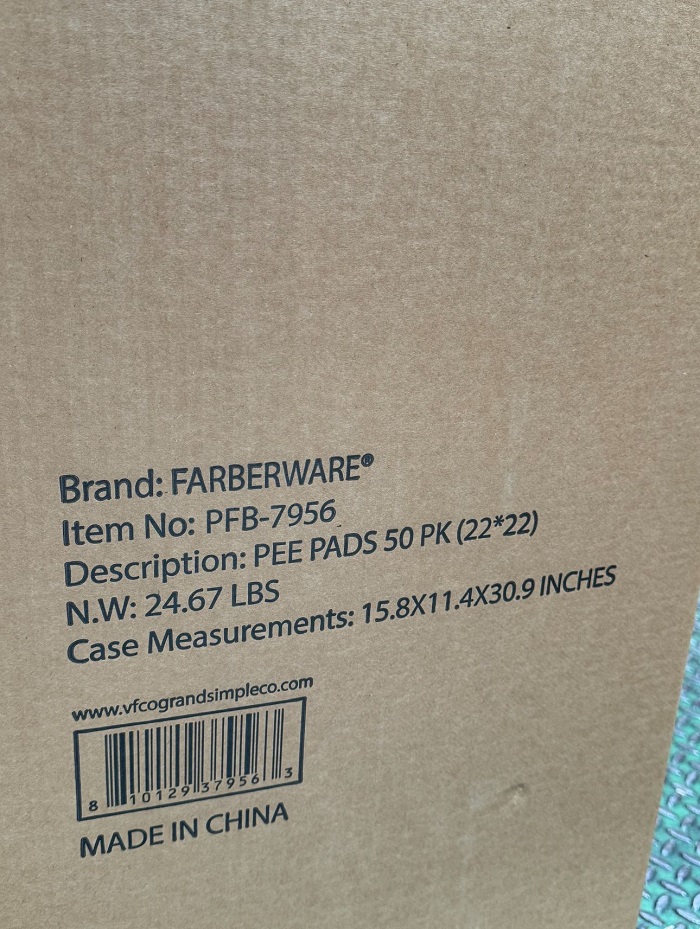 Brand: FARBERWARE®
Item No: PFB-7956
Description: PEE PADS 50 PK (22*22)
N.W: 24.67 LBS
Case Measurements: 15.8X11.4X30.9 INCHES
www.vfcograndsimpleco.com
8 10129 37956 3
MADE IN CHINA